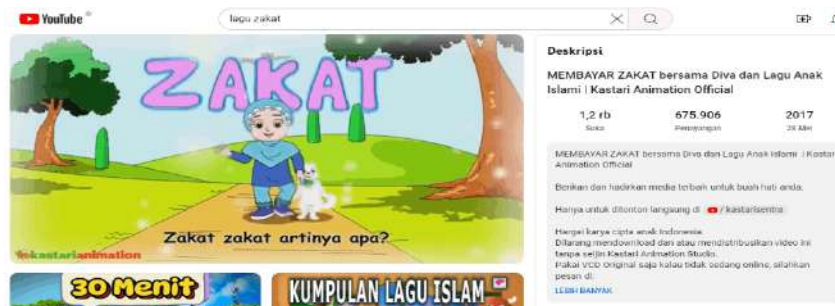 YouTube
lagu zakat
ZAKAT
Zakat zakat artinya apa?
kastarianimation
30 Menit
KUMPULAN LAGU ISLAM
Deskripsi
MEMBAYAR ZAKAT bersama Diva dan Lagu Anak
Islami | Kastari Animation Official
1,2 rb 675.906 2017
Suka Penayangan 28 Mei
MEMBAYAR ZAKAT bersama Diva dan Lagu Anak Islami | Kastari
Animation Official
Berikan dan hadirkan media terbaik untuk buah hati anda.
Hanya untuk ditonton langsung di / kastarisentra
Hargai karya cipta anak Indonesia
Dilarang mendownload dan atau mendistribusikan video ini
tanpa seijin Kastari Animation Studio.
Pakai VCD Original saja kalau tidak sedang online, silahkan
pesan di
LEBIH BANYAK